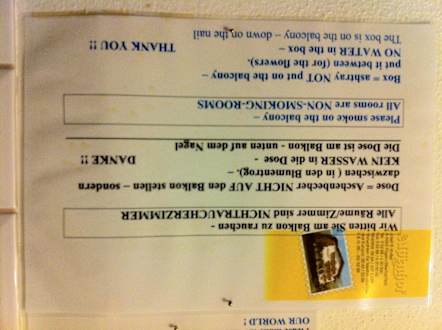 Wir bitten Sie am Balkon zu rauchen -
Alle Räume/Zimmer sind NICHTRAUCHERZIMMER
Dose = Aschenbecher NICHT AUF den Balkon stellen – sondern
dazwischen ( in den Blumentrog). –
KEIN WASSER in die Dose - DANKE !!
Die Dose ist am Balkon - unten auf dem Nagel
Please smoke on the balcony –
All rooms are NON-SMOKING-ROOMS
Box = ashtray NOT put on the balcony –
put it between (for the flowers).
NO WATER in the box – THANK YOU !!
The box is on the balcony – down on the nail
OUR WORLD !